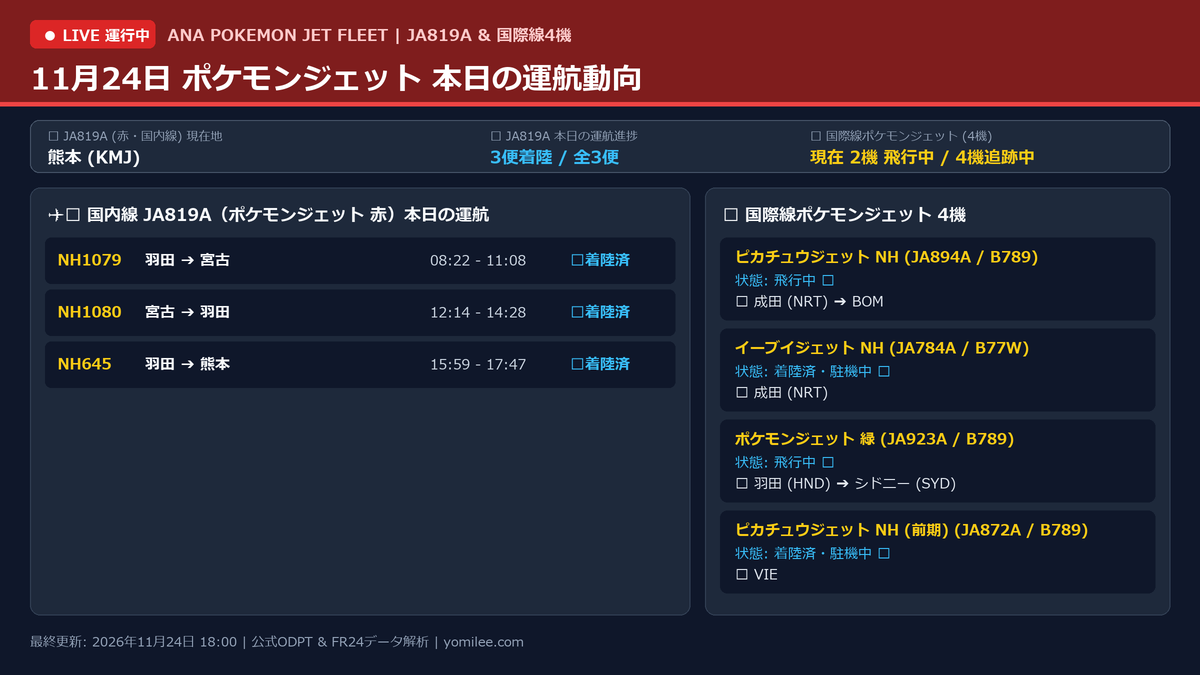 ● LIVE 運行中 ANA POKEMON JET FLEET | JA819A & 国際線4機
11月24日 ポケモンジェット 本日の運航動向
□ JA819A (赤・国内線) 現在地
熊本 (KMJ)
□ JA819A 本日の運航進捗
3便着陸 / 全3便
□ 国際線ポケモンジェット (4機)
現在 2機 飛行中 / 4機追跡中
✈□ 国内線 JA819A（ポケモンジェット 赤）本日の運航
NH1079 羽田 → 宮古 08:22 - 11:08 □着陸済
NH1080 宮古 → 羽田 12:14 - 14:28 □着陸済
NH645 羽田 → 熊本 15:59 - 17:47 □着陸済
□ 国際線ポケモンジェット 4機
ピカチュウジェット NH (JA894A / B789)
状態: 飛行中 □
□ 成田 (NRT) ➔ BOM
イーブイジェット NH (JA784A / B77W)
状態: 着陸済・駐機中 □
□ 成田 (NRT)
ポケモンジェット 緑 (JA923A / B789)
状態: 飛行中 □
□ 羽田 (HND) ➔ シドニー (SYD)
ピカチュウジェット NH (前期) (JA872A / B789)
状態: 着陸済・駐機中 □
□ VIE
最終更新: 2026年11月24日 18:00 | 公式ODPT & FR24データ解析 | yomilee.com